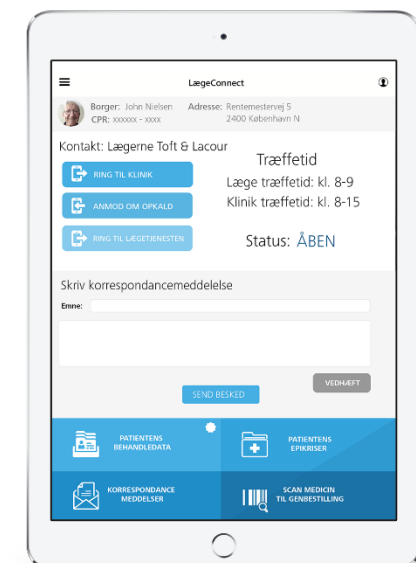 LægeConnect
Borger: John Nielsen
CPR: xxxxxx - xxxx
Adresse: Rentemestervej 5
2400 København N
Kontakt: Lægerne Toft & Lacour
RING TIL KLINIK
ANMOD OM OPKALD
RING TIL LÆGETJENESTEN
Træffetid
Læge træffetid: kl. 8-9
Klinik træffetid: kl. 8-15
Status: ÅBEN
Skriv korrespondancemeddelelse
Emne:
VEDHÆFT
SEND BESKED
PATIENTENS
BEHANDLEDATA
PATIENTENS
EPIKRISER
KORRESPONDANCE
MEDDELSER
SCAN MEDICIN
TIL GENBESTILLING